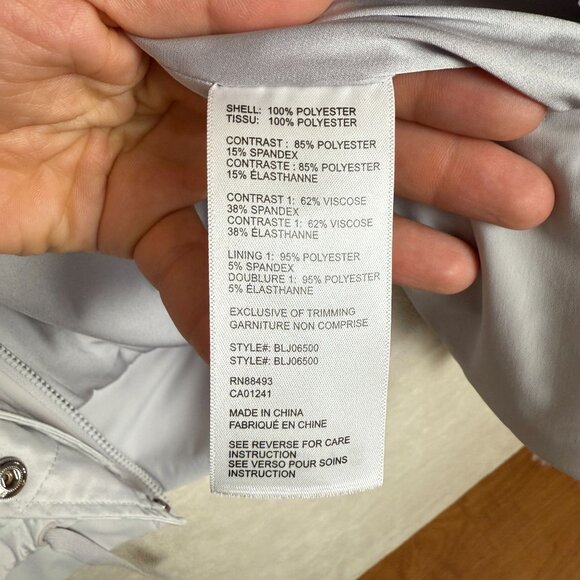 SHELL: 100% POLYESTER
TISSU: 100% POLYESTER
CONTRAST : 85% POLYESTER
15% SPANDEX
CONTRASTE : 85% POLYESTER
15% ÉLASTHANNE
CONTRAST 1: 62% VISCOSE
38% SPANDEX
CONTRASTE 1: 62% VISCOSE
38% ÉLASTHANNE
LINING 1: 95% POLYESTER
5% SPANDEX
DOUBLURE 1: 95% POLYESTER
5% ÉLASTHANNE
EXCLUSIVE OF TRIMMING
GARNITURE NON COMPRISE
STYLE#: BLJ06500
STYLE#: BLJ06500
RN88493
CA01241
MADE IN CHINA
FABRIQUÉ EN CHINE
SEE REVERSE FOR CARE
INSTRUCTION
SEE VERSO POUR SOINS
INSTRUCTION